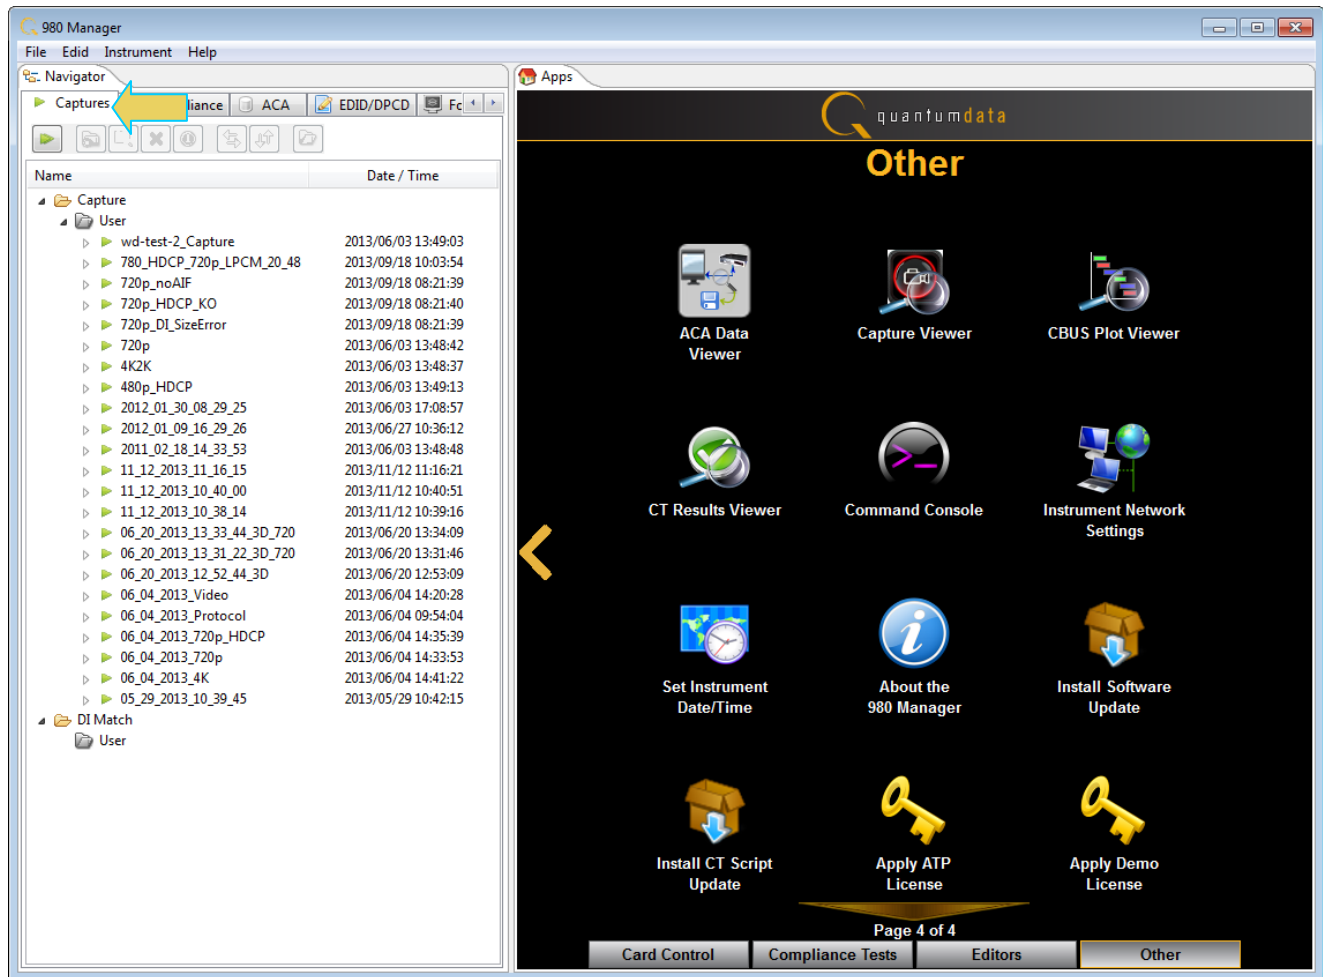 980 Manager
File Edid Instrument Help
Navigator
Captures liance ACA EDID/DPCD Fc
Name Date / Time
Capture
User
wd-test-2_Capture 2013/06/03 13:49:03
780_HDCP_720p_LPCM_20_48 2013/09/18 10:03:54
720p_noAIF 2013/09/18 08:21:39
720p_HDCP_KO 2013/09/18 08:21:40
720p_DI_SizeError 2013/09/18 08:21:39
720p 2013/06/03 13:48:42
4K2K 2013/06/03 13:48:37
480p_HDCP 2013/06/03 13:49:13
2012_01_30_08_29_25 2013/06/03 17:08:57
2012_01_09_16_29_26 2013/06/27 10:36:12
2011_02_18_14_33_53 2013/06/03 13:48:48
11_12_2013_11_16_15 2013/11/12 11:16:21
11_12_2013_10_40_00 2013/11/12 10:40:51
11_12_2013_10_38_14 2013/11/12 10:39:16
06_20_2013_13_33_44_3D_720 2013/06/20 13:34:09
06_20_2013_13_31_22_3D_720 2013/06/20 13:31:46
06_20_2013_12_52_44_3D 2013/06/20 12:53:09
06_04_2013_Video 2013/06/04 14:20:28
06_04_2013_Protocol 2013/06/04 09:54:04
06_04_2013_720p_HDCP 2013/06/04 14:35:39
06_04_2013_720p 2013/06/04 14:33:53
06_04_2013_4K 2013/06/04 14:41:22
05_29_2013_10_39_45 2013/05/29 10:42:15
DI Match
User
Apps
quantumdata
Other
ACA Data
Viewer
Capture Viewer
CBUS Plot Viewer
CT Results Viewer
Command Console
Instrument Network
Settings
Set Instrument
Date/Time
About the
980 Manager
Install Software
Update
Install CT Script
Update
Apply ATP
License
Apply Demo
License
Page 4 of 4
Card Control Compliance Tests Editors Other